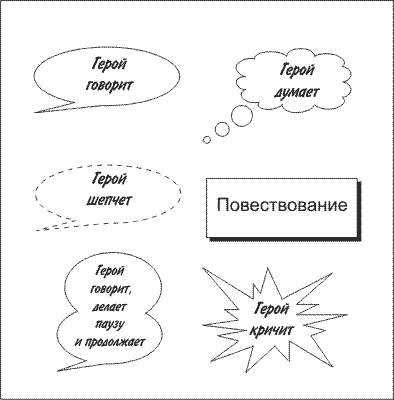 Герой
говорит
Герой
думает
Герой
шепчет
Повествование
Герой
говорит,
делает
паузу
и продолжает
Герой
кричит